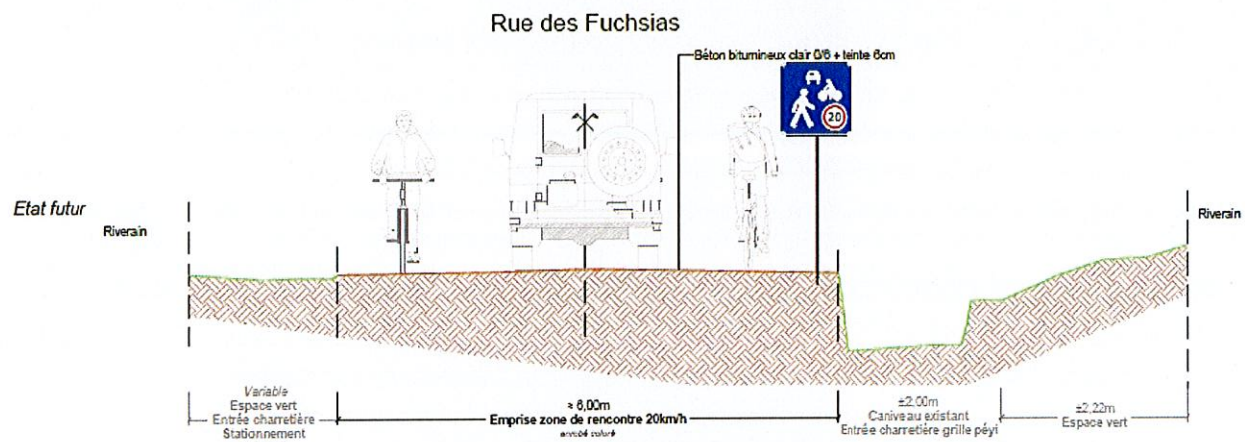 Rue des Fuchsias
Béton bitumineux clair 0/6 + teinte 6cm
20
Etat futur
Riverain
Riverain
Variable
Espace vert
Entrée charretière
Stationnement
± 6,00m
Emprise zone de rencontre 20km/h
enrobé coloré
±2,00m
Caniveau existant
Entrée charretière grille péyi
±2,22m
Espace vert